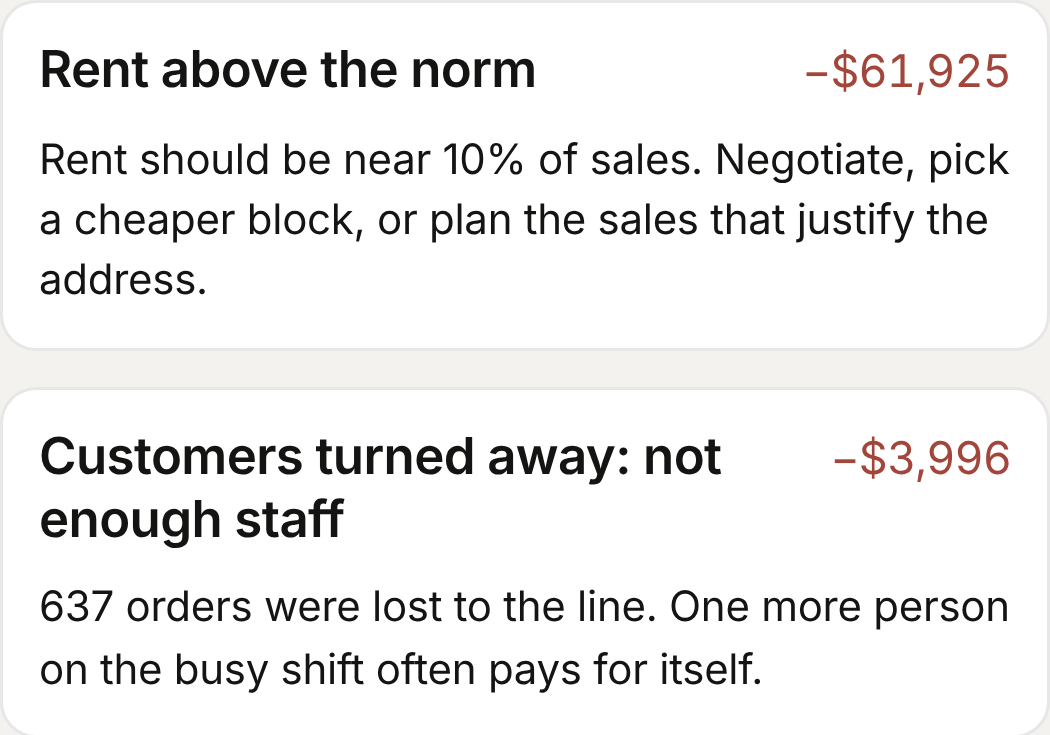 Rent above the norm −$61,925
Rent should be near 10% of sales. Negotiate, pick
a cheaper block, or plan the sales that justify the
address.
Customers turned away: not −$3,996
enough staff
637 orders were lost to the line. One more person
on the busy shift often pays for itself.